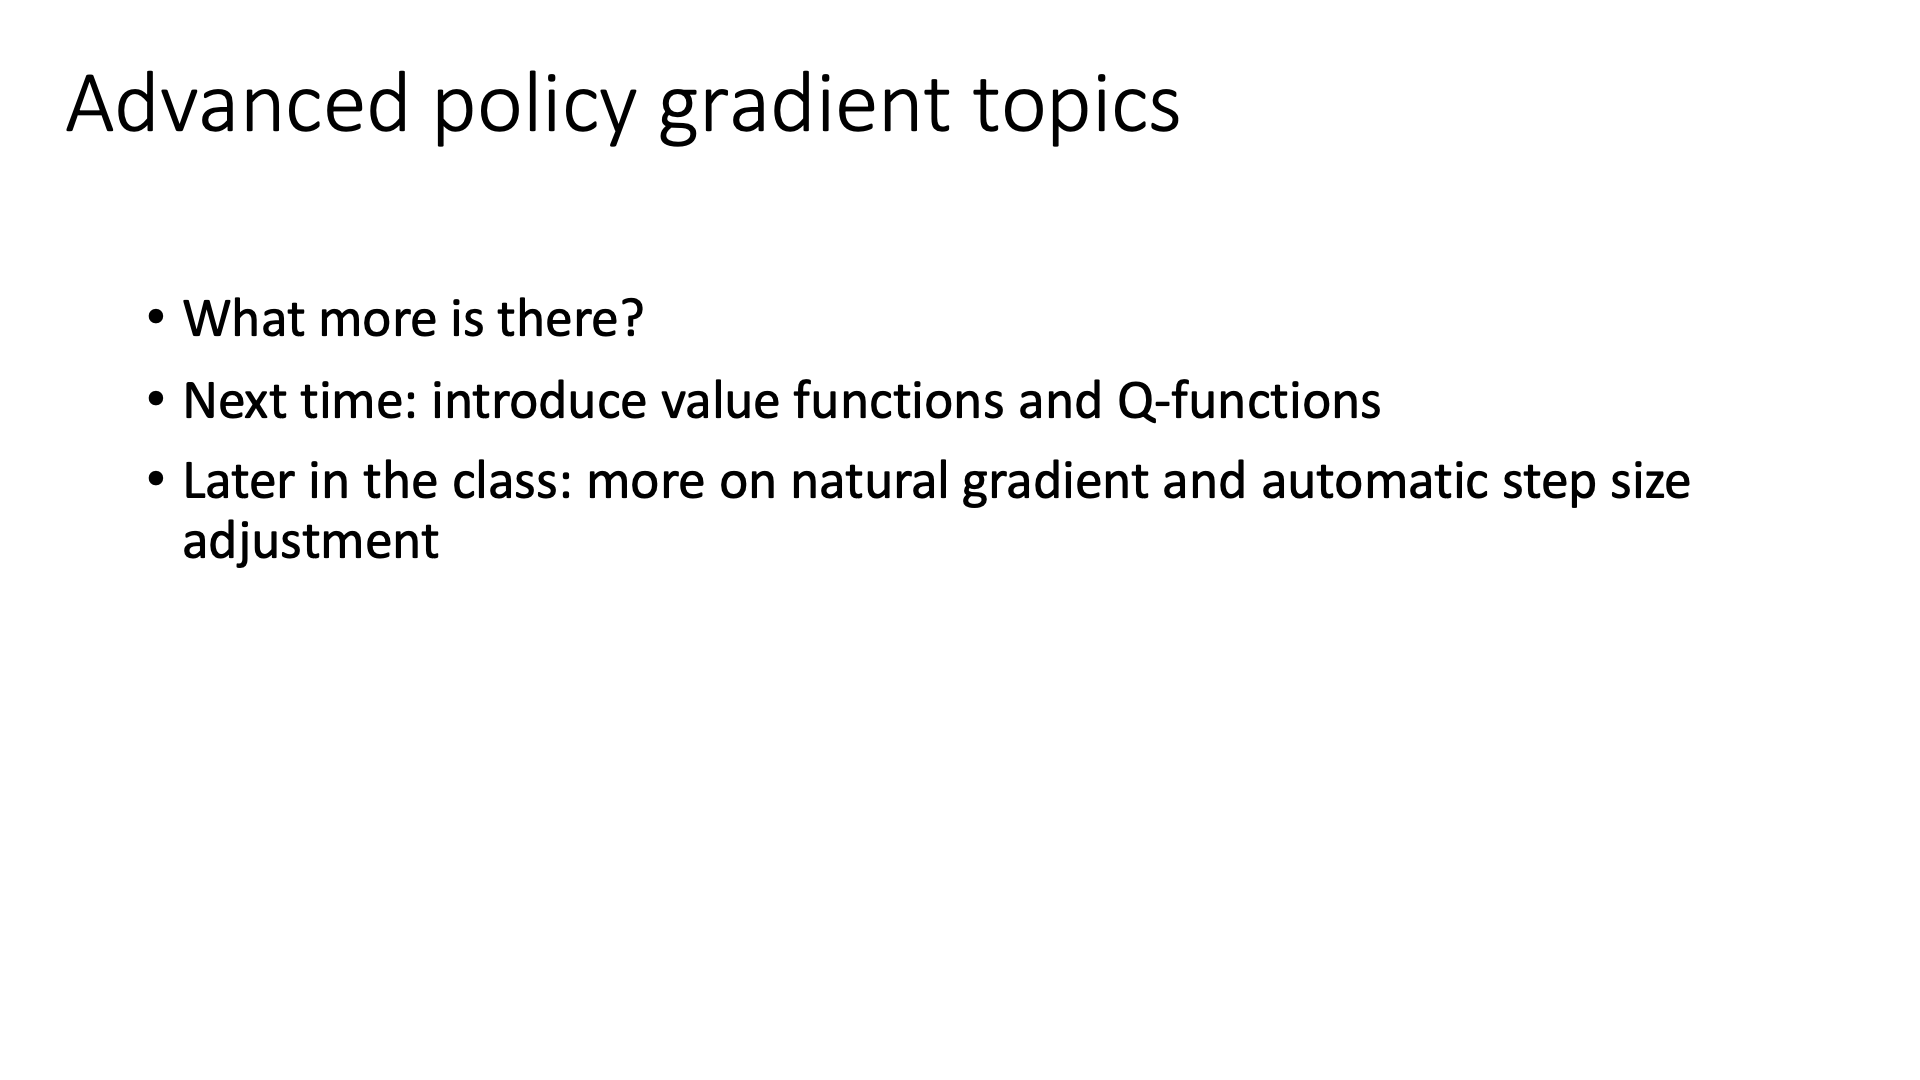 Advanced policy gradient topics
• What more is there?
• Next time: introduce value functions and Q-functions
• Later in the class: more on natural gradient and automatic step size
adjustment